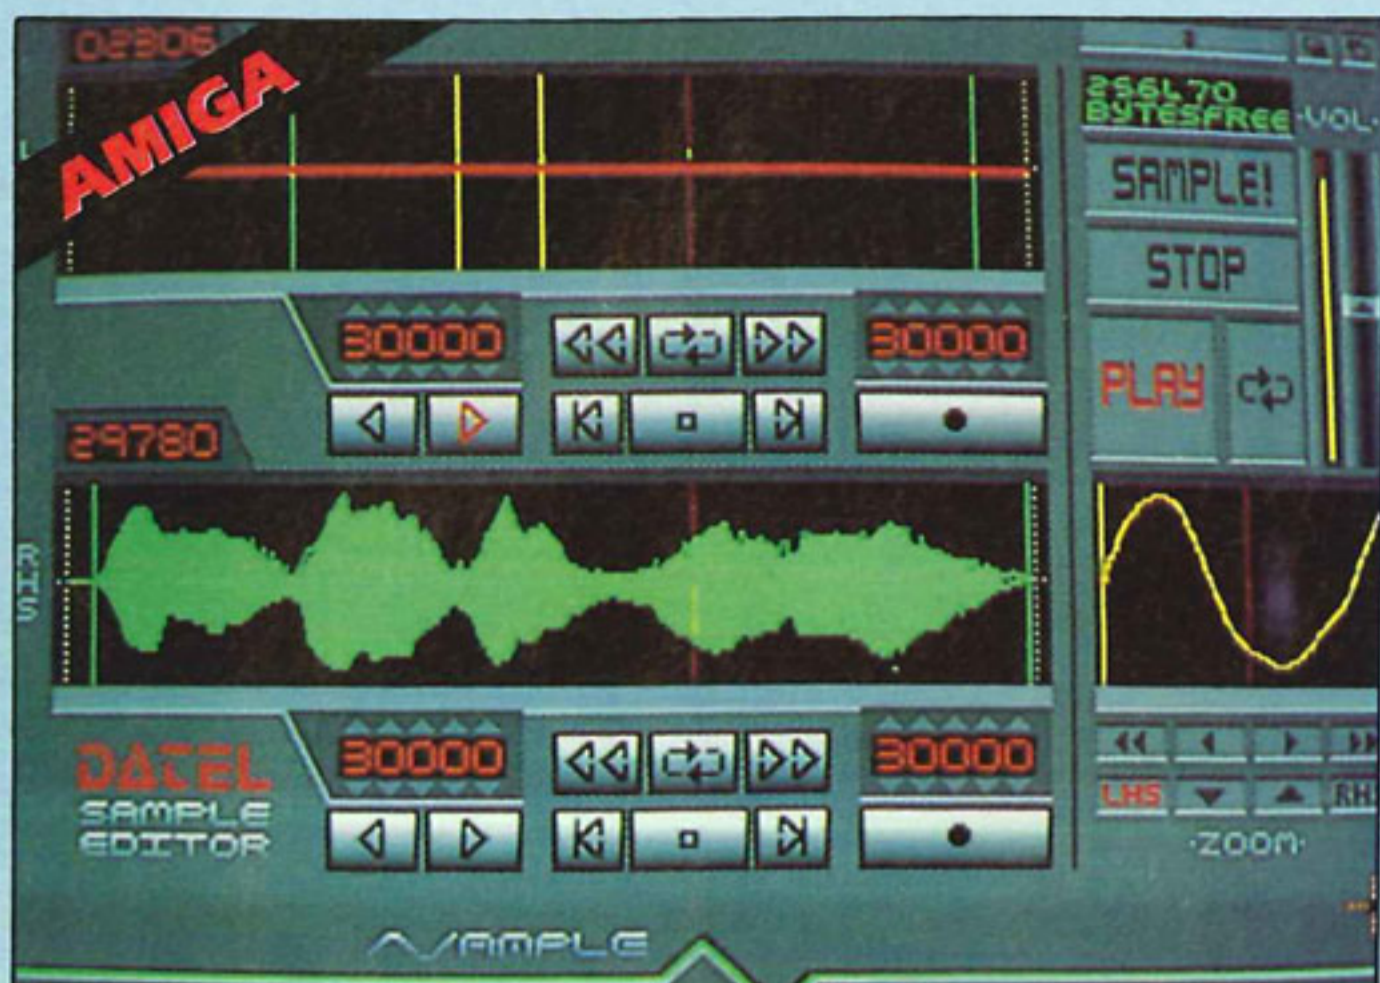 02306
AMIGA
L
256470
BYTESFREE
·VOL·
SAMPLE!
STOP
30000
30000
PLAY
29780
RHS
DATEL
SAMPLE
EDITOR
30000
30000
LHS
RH
·ZOOM·
SAMPLE